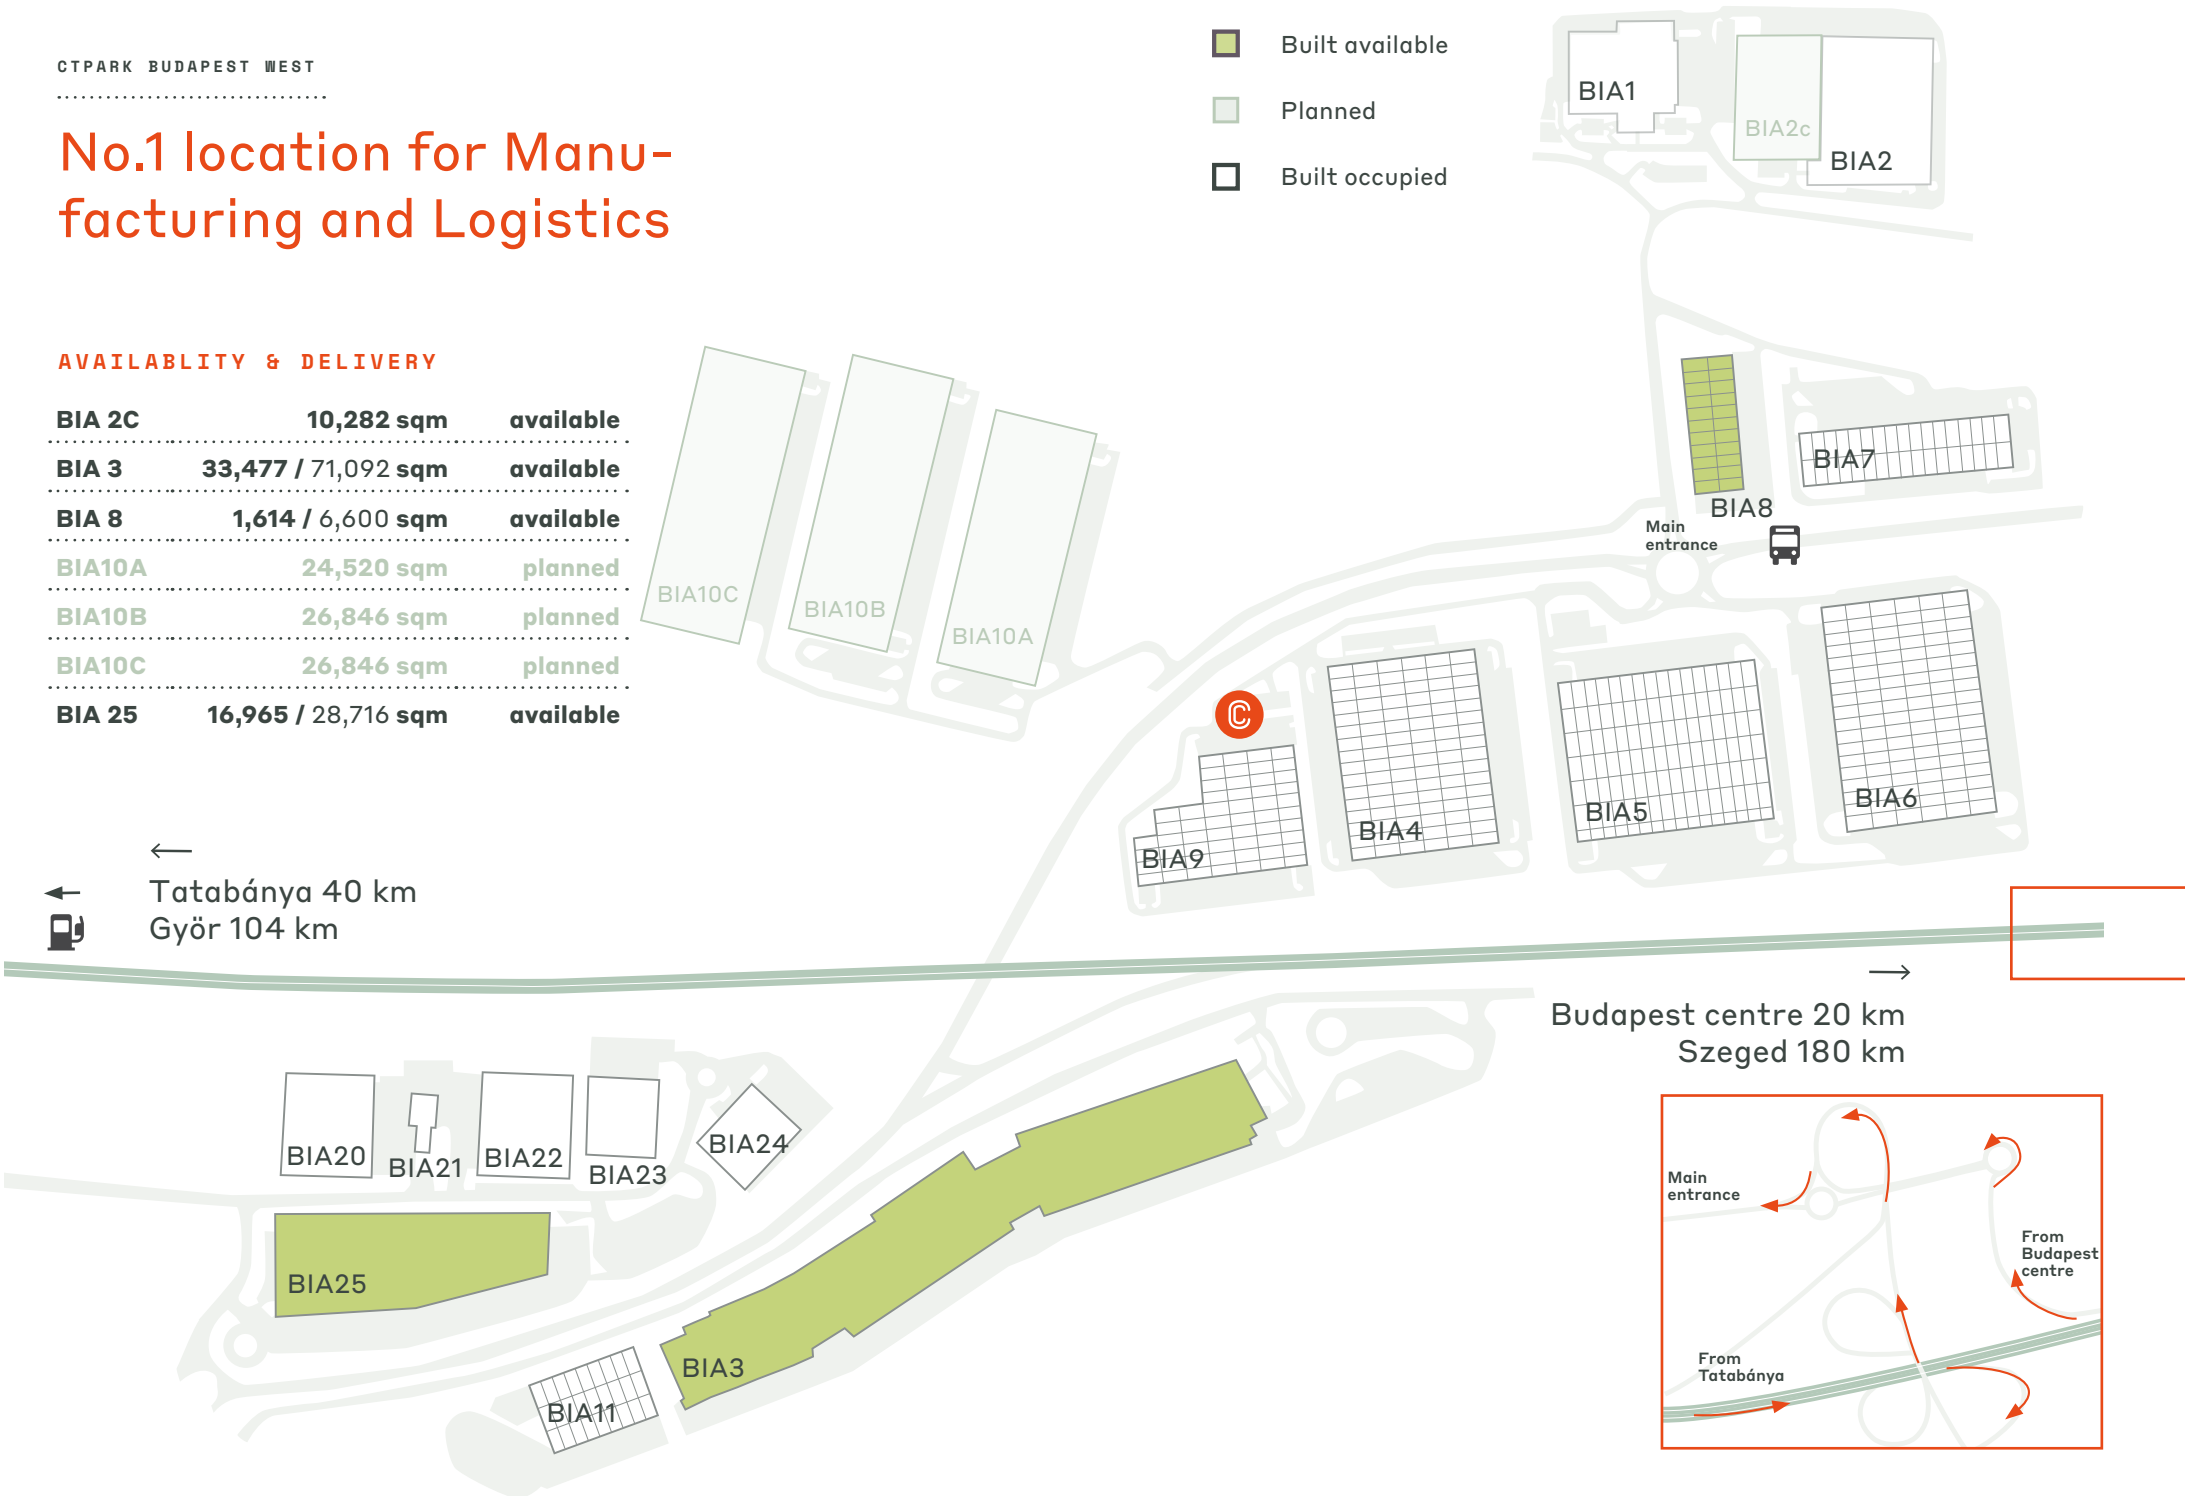 CTPARK BUDAPEST WEST
No.1 location for Manu-
facturing and Logistics
Built available
Planned
Built occupied
AVAILABLITY & DELIVERY
BIA 2C 10,282 sqm available
BIA 3 33,477 / 71,092 sqm available
BIA 8 1,614 / 6,600 sqm available
BIA10A 24,520 sqm planned
BIA10B 26,846 sqm planned
BIA10C 26,846 sqm planned
BIA 25 16,965 / 28,716 sqm available
BIA1
BIA2c
BIA2
BIA7
BIA8
Main
entrance
BIA10C
BIA10B
BIA10A
C
BIA9
BIA4
BIA5
BIA6
Tatabánya 40 km
Györ 104 km
Budapest centre 20 km
Szeged 180 km
BIA20
BIA21
BIA22
BIA23
BIA24
BIA25
BIA3
BIA11
Main
entrance
From
Budapest
centre
From
Tatabánya